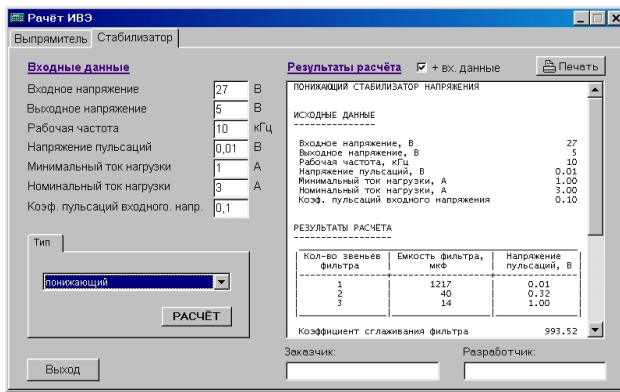 Рачёт ИВЭ
Выпрямитель Стабилизатор
Входные данные
Входное напряжение 27 В
Выходное напряжение 5 В
Рабочая частота 10 кГц
Напряжение пульсаций 0,01 В
Минимальный ток нагрузки 1 А
Номинальный ток нагрузки 3 А
Коэф. пульсаций входного. напр. 0,1
Тип
понижающий
РАСЧЁТ
Выход
Результаты расчёта + вх. данные Печать
ПОНИЖАЮЩИЙ СТАБИЛИЗАТОР НАПРЯЖЕНИЯ
ИСХОДНЫЕ ДАННЫЕ
---------------
Входное напряжение, В 27
Выходное напряжение, В 5
Рабочая частота, кГц 10
Напряжение пульсаций, В 0.01
Минимальный ток нагрузки, А 1.00
Номинальный ток нагрузки, А 3.00
Коэф. пульсаций входного напряжения 0.10
РЕЗУЛЬТАТЫ РАСЧЁТА
------------------
Кол-во звеньев Емкость фильтра, Напряжение
фильтра мкФ пульсаций, В
1 1217 0.01
2 40 0.32
3 14 1.00
Коэффициент сглаживания фильтра 993.52
Заказчик: Разработчик: